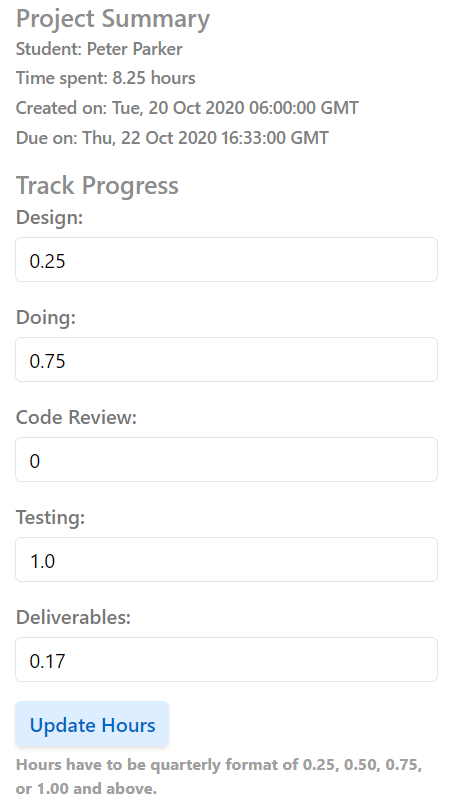 Project Summary
Student: Peter Parker
Time spent: 8.25 hours
Created on: Tue, 20 Oct 2020 06:00:00 GMT
Due on: Thu, 22 Oct 2020 16:33:00 GMT
Track Progress
Design:
0.25
Doing:
0.75
Code Review:
0
Testing:
1.0
Deliverables:
0.17
Update Hours
Hours have to be quarterly format of 0.25, 0.50, 0.75,
or 1.00 and above.